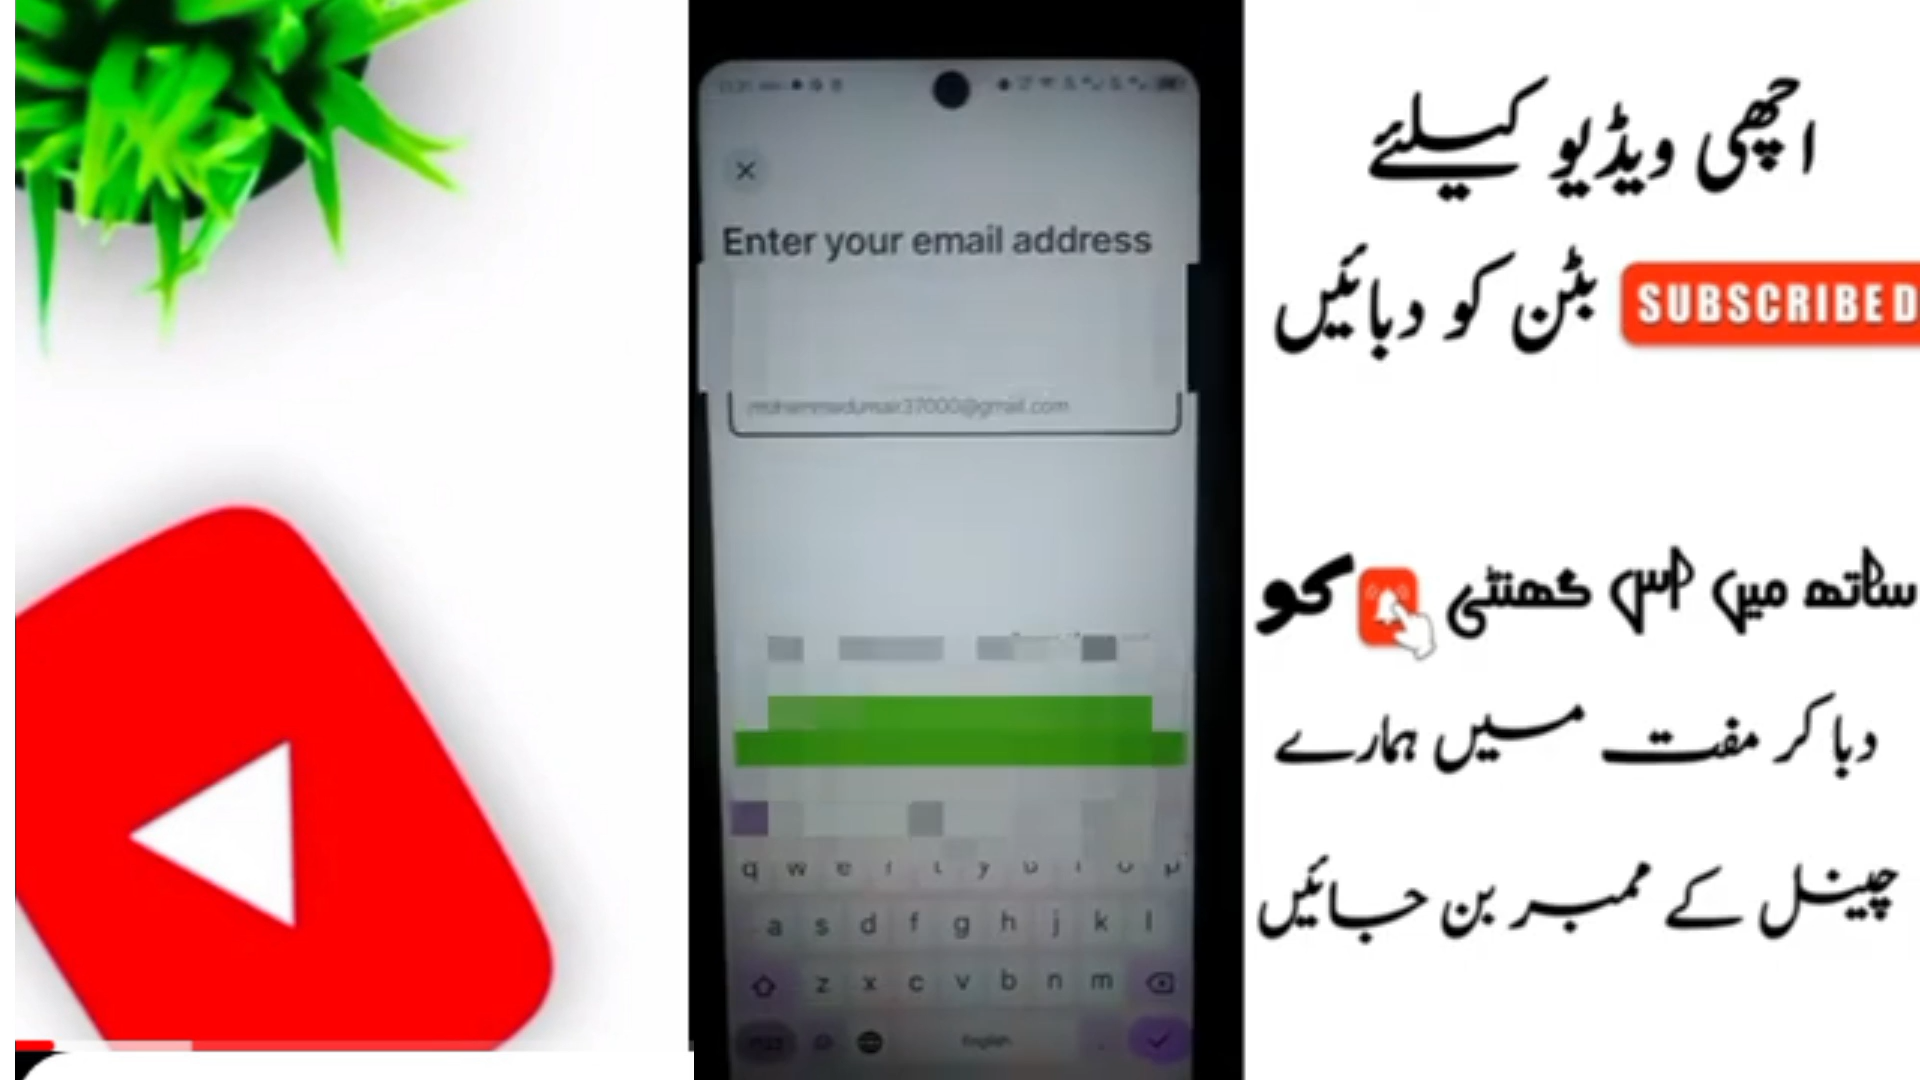 Enter your email address
q w e r t y u i o p
a s d f g h j k l
z x c v b n m
English
اچھی ویڈیو کیلئے
SUBSCRIBED بٹن کو دبائیں
ساتھ میں اس گھنٹی کو
دبا کر مفت میں ہمارے
چینل کے ممبر بن جائیں